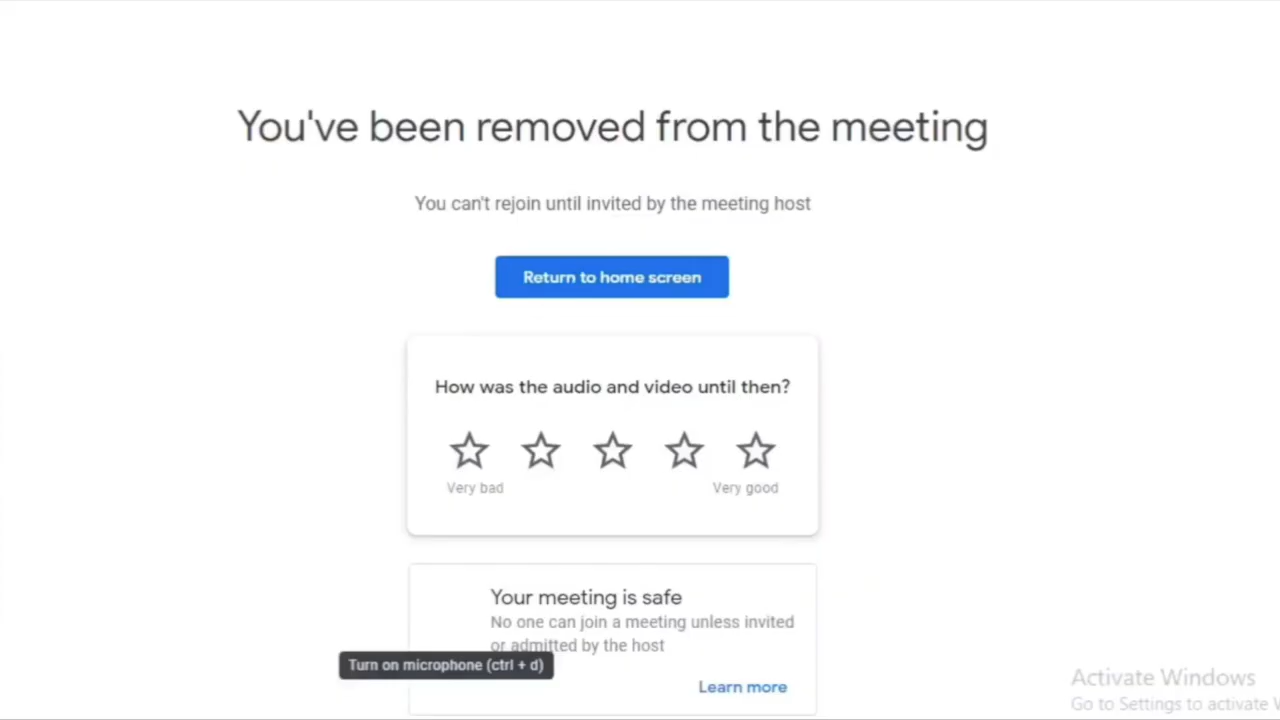 You've been removed from the meeting
You can't rejoin until invited by the meeting host
Return to home screen
How was the audio and video until then?
Very bad
Very good
Your meeting is safe
No one can join a meeting unless invited
or admitted by the host
Turn on microphone (ctrl + d)
Learn more
Activate Windows
Go to Settings to activate